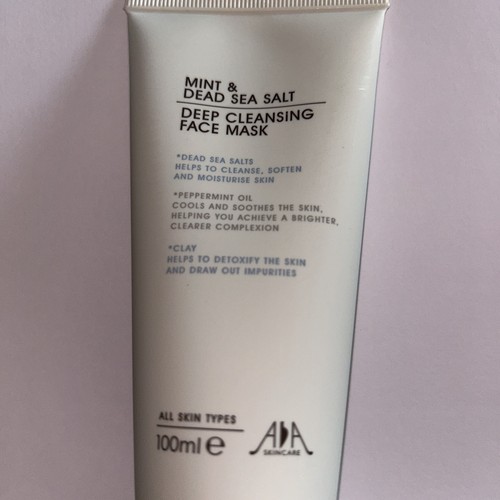 MINT &
DEAD SEA SALT
DEEP CLEANSING
FACE MASK
*DEAD SEA SALTS
HELPS TO CLEANSE, SOFTEN
AND MOISTURISE SKIN
*PEPPERMINT OIL
COOLS AND SOOTHES THE SKIN,
HELPING YOU ACHIEVE A BRIGHTER,
CLEARER COMPLEXION
*CLAY
HELPS TO DETOXIFY THE SKIN
AND DRAW OUT IMPURITIES
ALL SKIN TYPES
100ml e
AA
SKINCARE